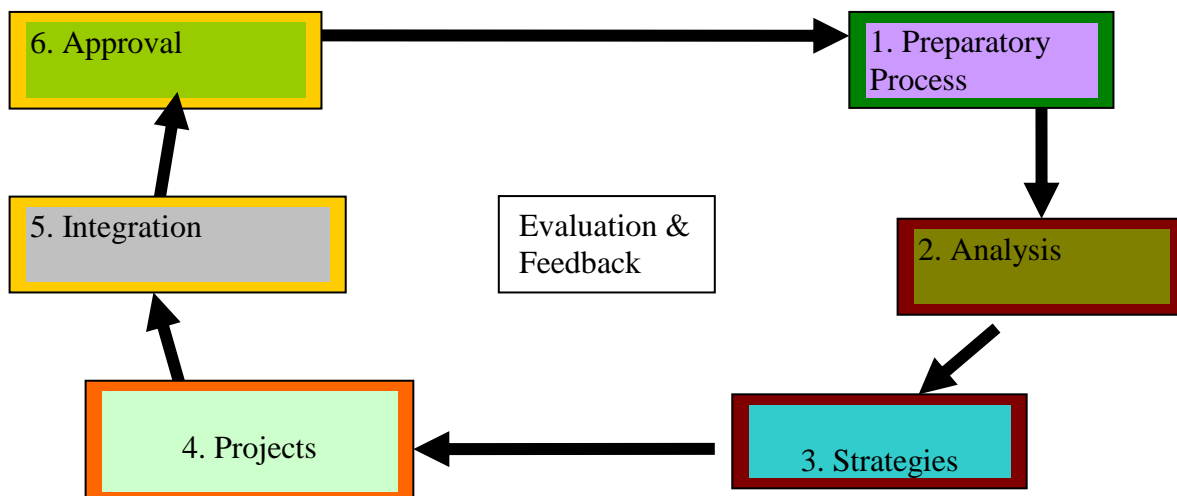 6. Approval
1. Preparatory
Process
5. Integration
Evaluation &
Feedback
2. Analysis
4. Projects
3. Strategies